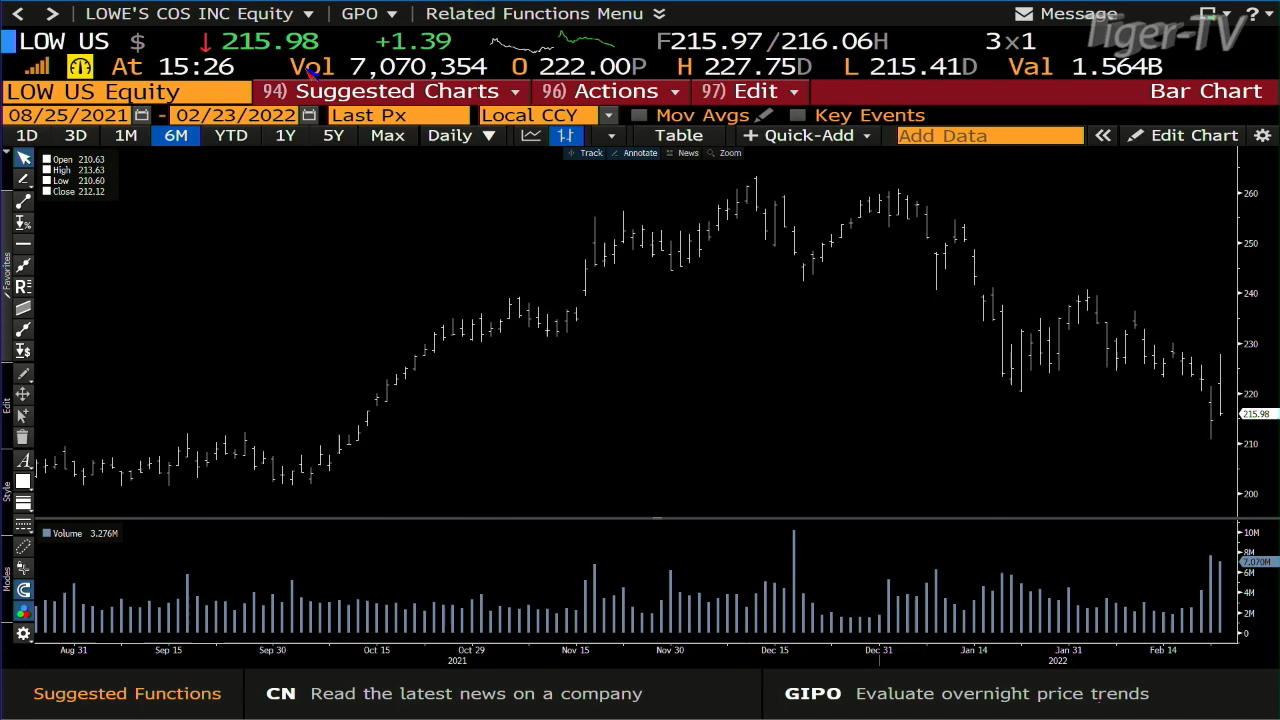 LOWE'S COS INC Equity GPO Related Functions Menu Message ?
Tiger-TV
LOW US $ 215.98 +1.39 F215.97/216.06H 3x1
At 15:26 Vol 7,070,354 O 222.00P H 227.75D L 215.41D Val 1.564B
LOW US Equity 94) Suggested Charts 96) Actions 97) Edit Bar Chart
08/25/2021 - 02/23/2022 Last Px Local CCY Mov Avgs Key Events
1D 3D 1M 6M YTD 1Y 5Y Max Daily Table + Quick-Add Add Data Edit Chart
Track Annotate News Zoom
Open 210.63
High 213.63
Low 210.60
Close 212.12
Favorites
Edit
Style
Modes
260
250
240
230
220
215.98
210
200
Volume 3.276M
10M
8M
7.070M
6M
4M
2M
0
Aug 31 Sep 15 Sep 30 Oct 15 Oct 29 Nov 15 Nov 30 Dec 15 Dec 31 Jan 14 Jan 31 Feb 14
2021 2022
Suggested Functions CN Read the latest news on a company GIPO Evaluate overnight price trends